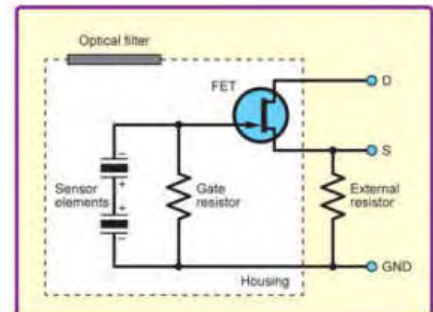 Optical filter
FET
D
−
+
+
−
Sensor
elements
Gate
resistor
S
External
resistor
GND
Housing